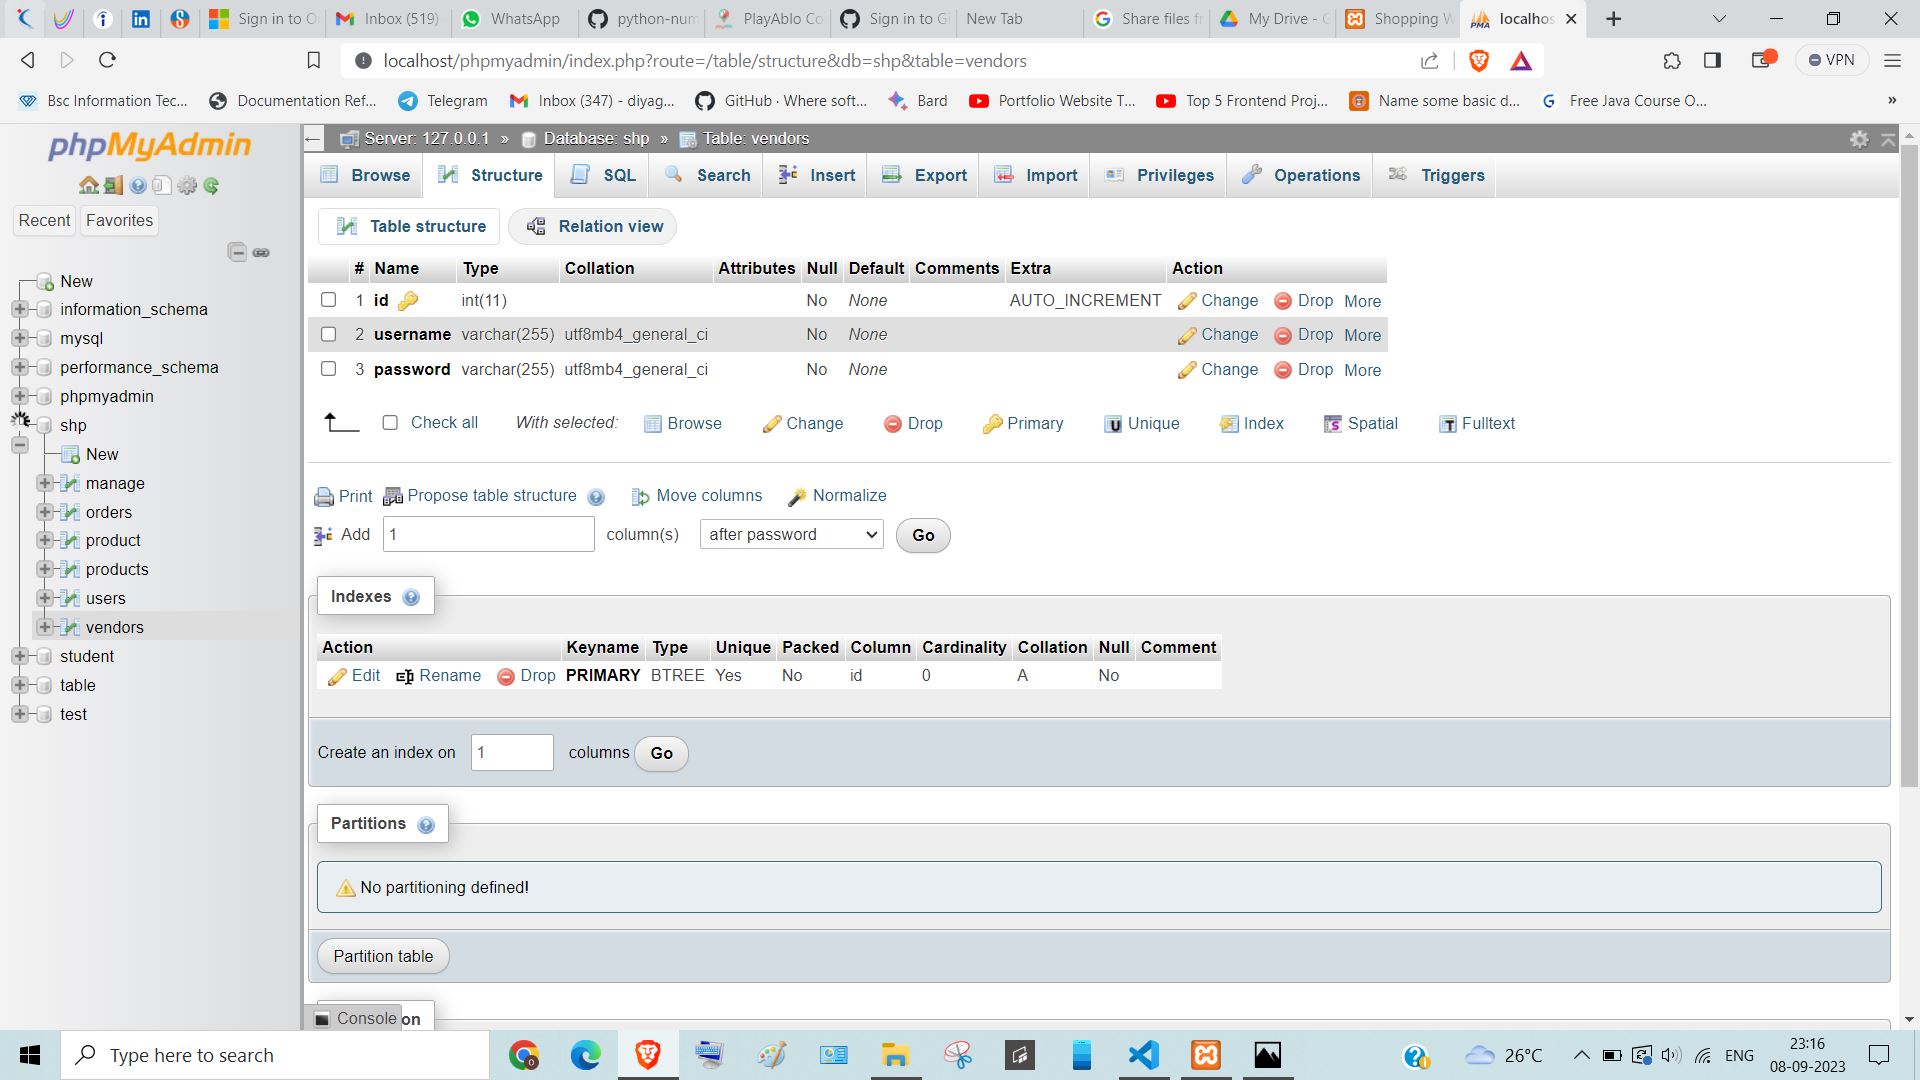 Sign in to O
Inbox (519)
WhatsApp
python-num
PlayAblo Co
Sign in to Gi
New Tab
Share files f
My Drive - G
Shopping W
PMA
localhos
localhost/phpmyadmin/index.php?route=/table/structure&db=shp&table=vendors
VPN
Bsc Information Tec...
Documentation Ref...
Telegram
Inbox (347) - diyag...
GitHub · Where soft...
Bard
Portfolio Website T...
Top 5 Frontend Proj...
Name some basic d...
Free Java Course O...
»
phpMyAdmin
Recent
Favorites
New
information_schema
mysql
performance_schema
phpmyadmin
shp
New
manage
orders
product
products
users
vendors
student
table
test
Server: 127.0.0.1 » Database: shp » Table: vendors
Browse Structure SQL Search Insert Export Import Privileges Operations Triggers
Table structure Relation view
# Name Type Collation Attributes Null Default Comments Extra Action
1 id int(11) No None AUTO_INCREMENT Change Drop More
2 username varchar(255) utf8mb4_general_ci No None Change Drop More
3 password varchar(255) utf8mb4_general_ci No None Change Drop More
Check all With selected: Browse Change Drop Primary Unique Index Spatial Fulltext
Print Propose table structure Move columns Normalize
Add 1 column(s) after password Go
Indexes
Action Keyname Type Unique Packed Column Cardinality Collation Null Comment
Edit Rename Drop PRIMARY BTREE Yes No id 0 A No
Create an index on 1 columns Go
Partitions
No partitioning defined!
Partition table
Console
on
Type here to search
26°C
ENG
23:16
08-09-2023